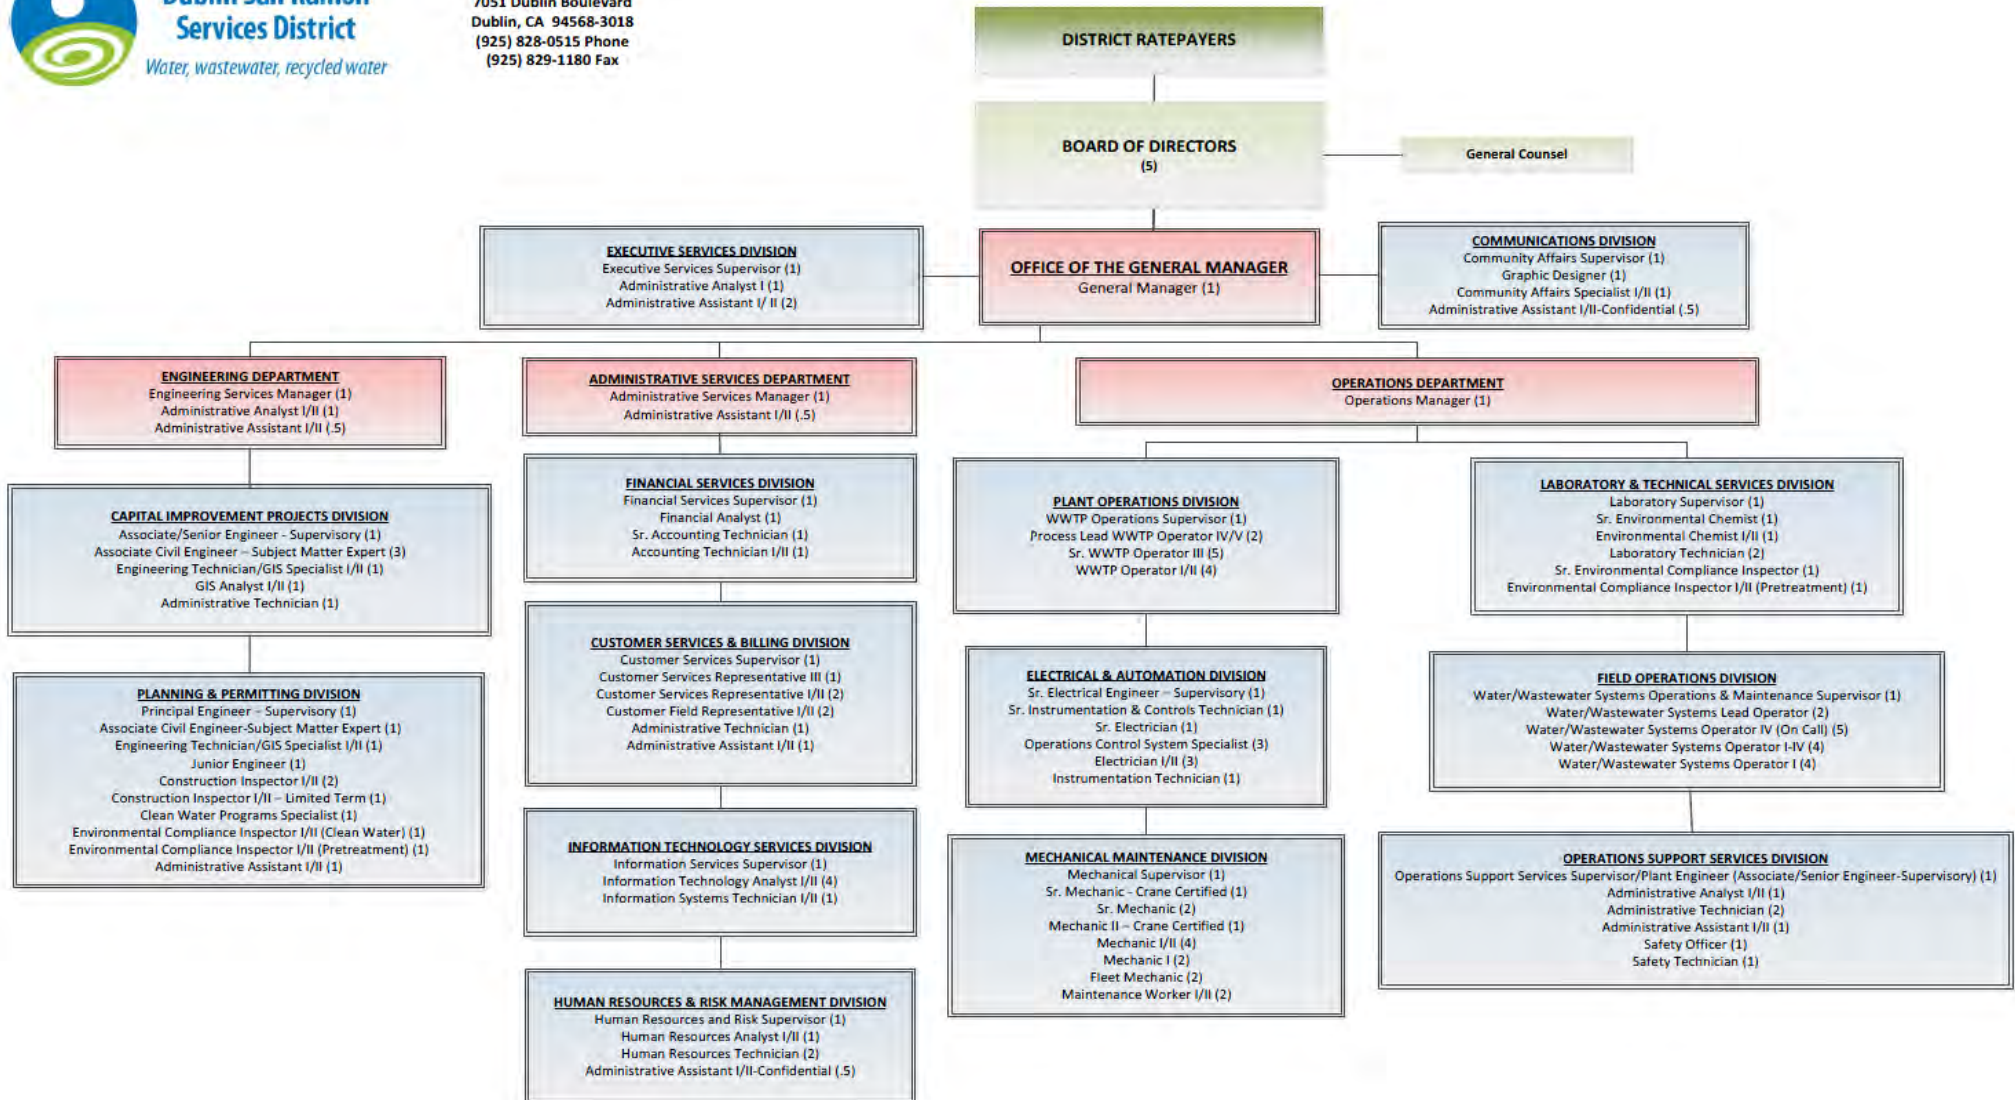 Dublin San Ramon
Services District
Water, wastewater, recycled water
7051 Dublin Boulevard
Dublin, CA 94568-3018
(925) 828-0515 Phone
(925) 829-1180 Fax
DISTRICT RATEPAYERS
BOARD OF DIRECTORS
(5)
General Counsel
EXECUTIVE SERVICES DIVISION
Executive Services Supervisor (1)
Administrative Analyst I (1)
Administrative Assistant I/ II (2)
OFFICE OF THE GENERAL MANAGER
General Manager (1)
COMMUNICATIONS DIVISION
Community Affairs Supervisor (1)
Graphic Designer (1)
Community Affairs Specialist I/II (1)
Administrative Assistant I/II-Confidential (.5)
ENGINEERING DEPARTMENT
Engineering Services Manager (1)
Administrative Analyst I/II (1)
Administrative Assistant I/II (.5)
ADMINISTRATIVE SERVICES DEPARTMENT
Administrative Services Manager (1)
Administrative Assistant I/II (.5)
OPERATIONS DEPARTMENT
Operations Manager (1)
CAPITAL IMPROVEMENT PROJECTS DIVISION
Associate/Senior Engineer - Supervisory (1)
Associate Civil Engineer – Subject Matter Expert (3)
Engineering Technician/GIS Specialist I/II (1)
GIS Analyst I/II (1)
Administrative Technician (1)
FINANCIAL SERVICES DIVISION
Financial Services Supervisor (1)
Financial Analyst (1)
Sr. Accounting Technician (1)
Accounting Technician I/II (1)
PLANT OPERATIONS DIVISION
WWTP Operations Supervisor (1)
Process Lead WWTP Operator IV/V (2)
Sr. WWTP Operator III (5)
WWTP Operator I/II (4)
LABORATORY & TECHNICAL SERVICES DIVISION
Laboratory Supervisor (1)
Sr. Environmental Chemist (1)
Environmental Chemist I/II (1)
Laboratory Technician (2)
Sr. Environmental Compliance Inspector (1)
Environmental Compliance Inspector I/II (Pretreatment) (1)
PLANNING & PERMITTING DIVISION
Principal Engineer – Supervisory (1)
Associate Civil Engineer-Subject Matter Expert (1)
Engineering Technician/GIS Specialist I/II (1)
Junior Engineer (1)
Construction Inspector I/II (2)
Construction Inspector I/II – Limited Term (1)
Clean Water Programs Specialist (1)
Environmental Compliance Inspector I/II (Clean Water) (1)
Environmental Compliance Inspector I/II (Pretreatment) (1)
Administrative Assistant I/II (1)
CUSTOMER SERVICES & BILLING DIVISION
Customer Services Supervisor (1)
Customer Services Representative III (1)
Customer Services Representative I/II (2)
Customer Field Representative I/II (2)
Administrative Technician (1)
Administrative Assistant I/II (1)
ELECTRICAL & AUTOMATION DIVISION
Sr. Electrical Engineer – Supervisory (1)
Sr. Instrumentation & Controls Technician (1)
Sr. Electrician (1)
Operations Control System Specialist (3)
Electrician I/II (3)
Instrumentation Technician (1)
FIELD OPERATIONS DIVISION
Water/Wastewater Systems Operations & Maintenance Supervisor (1)
Water/Wastewater Systems Lead Operator (2)
Water/Wastewater Systems Operator IV (On Call) (5)
Water/Wastewater Systems Operator I-IV (4)
Water/Wastewater Systems Operator I (4)
INFORMATION TECHNOLOGY SERVICES DIVISION
Information Services Supervisor (1)
Information Technology Analyst I/II (4)
Information Systems Technician I/II (1)
MECHANICAL MAINTENANCE DIVISION
Mechanical Supervisor (1)
Sr. Mechanic - Crane Certified (1)
Sr. Mechanic (2)
Mechanic II – Crane Certified (1)
Mechanic I/II (4)
Mechanic I (2)
Fleet Mechanic (2)
Maintenance Worker I/II (2)
OPERATIONS SUPPORT SERVICES DIVISION
Operations Support Services Supervisor/Plant Engineer (Associate/Senior Engineer-Supervisory) (1)
Administrative Analyst I/II (1)
Administrative Technician (2)
Administrative Assistant I/II (1)
Safety Officer (1)
Safety Technician (1)
HUMAN RESOURCES & RISK MANAGEMENT DIVISION
Human Resources and Risk Supervisor (1)
Human Resources Analyst I/II (1)
Human Resources Technician (2)
Administrative Assistant I/II-Confidential (.5)